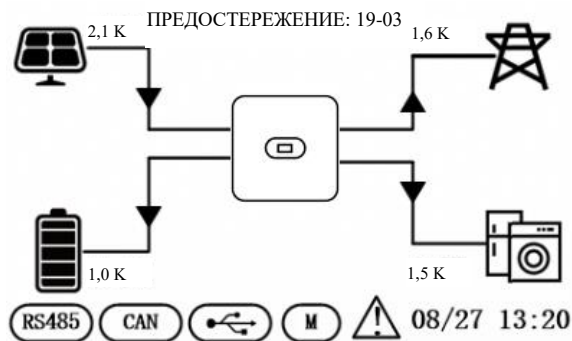 ПРЕДОСТЕРЕЖЕНИЕ: 19-03
2,1 K
1,6 K
1,0 K
1,5 K
RS485 CAN M 08/27 13:20